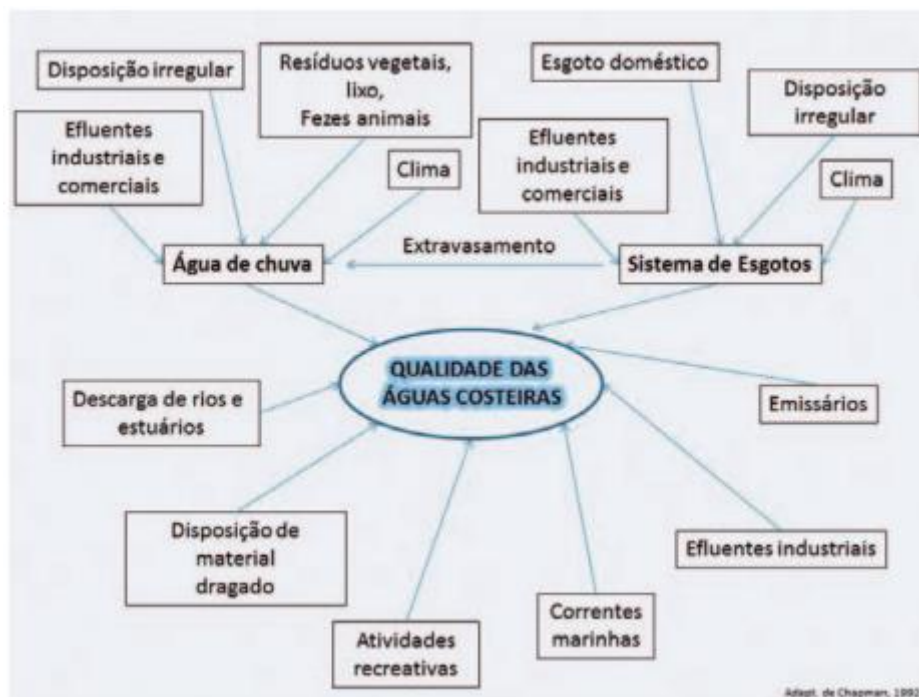 Disposição irregular
Resíduos vegetais,
lixo,
Fezes animais
Esgoto doméstico
Disposição
irregular
Efluentes
industriais e
comerciais
Clima
Efluentes
industriais e
comerciais
Clima
Água de chuva
Extravasamento
Sistema de Esgotos
QUALIDADE DAS
ÁGUAS COSTEIRAS
Descarga de rios e
estuários
Emissários
Disposição de
material
dragado
Efluentes industriais
Atividades
recreativas
Correntes
marinhas
Adapt. de Chapman,